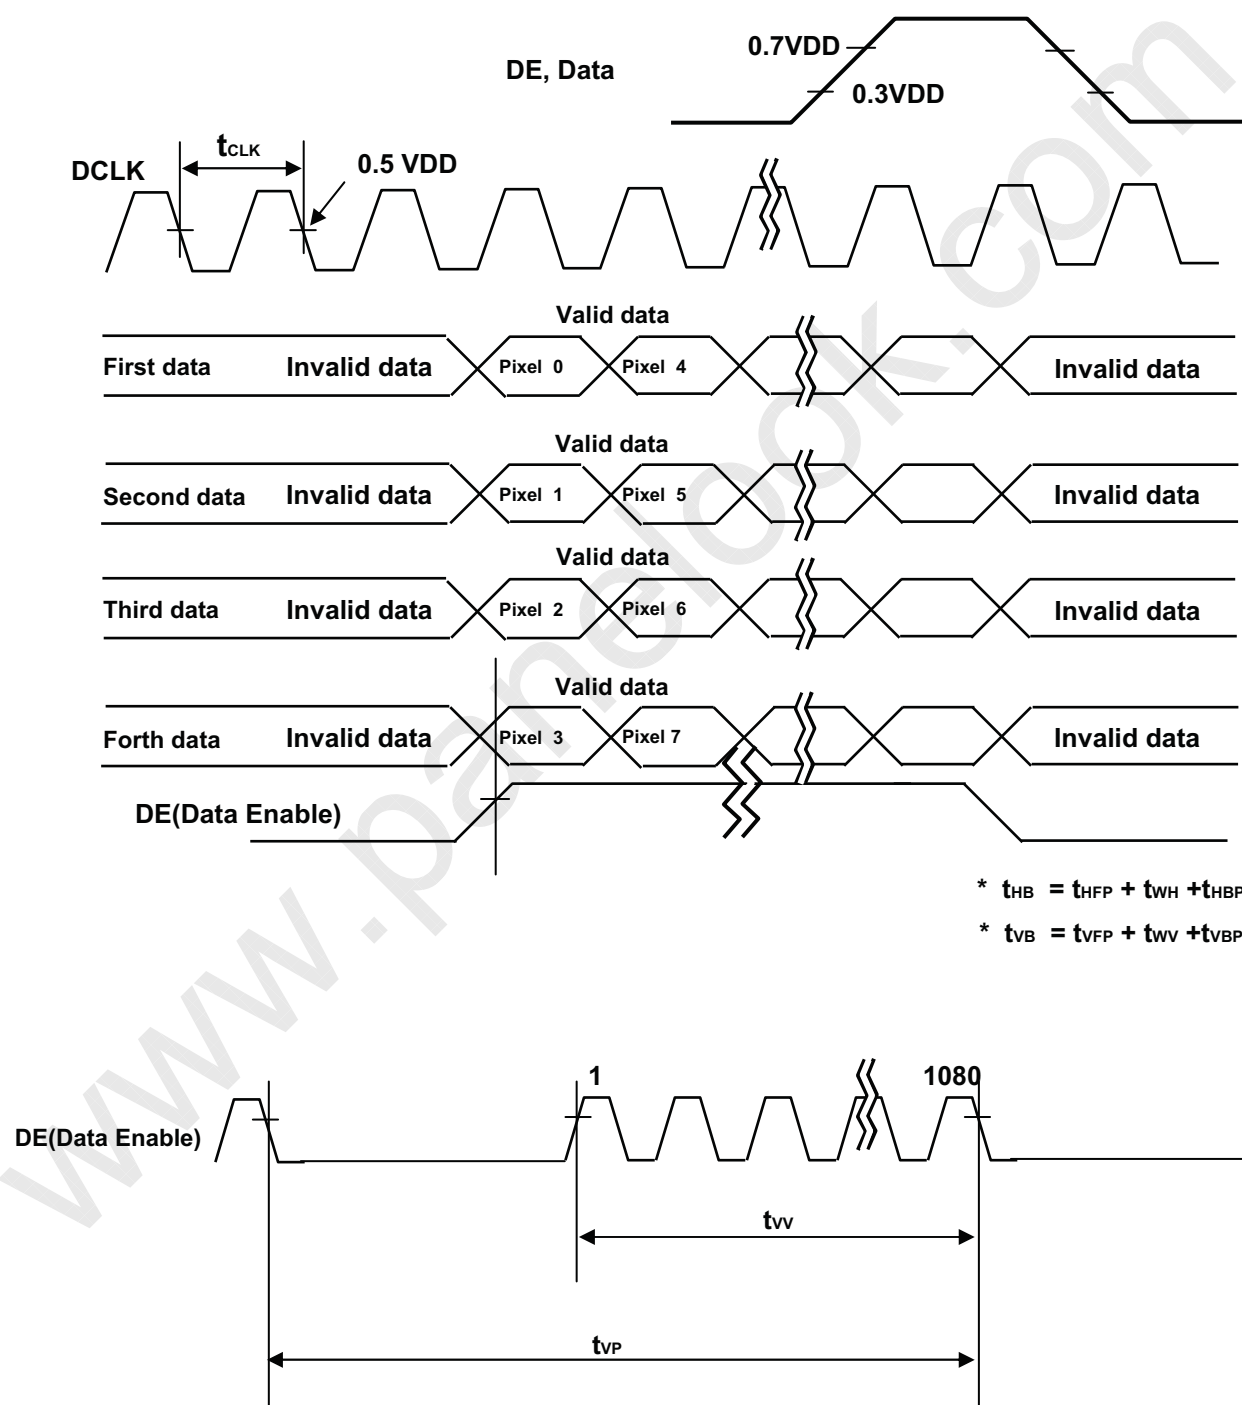 0.7VDD
DE, Data
0.3VDD
tCLK
DCLK
0.5 VDD
Valid data
First data Invalid data Pixel 0 Pixel 4 Invalid data
Valid data
Second data Invalid data Pixel 1 Pixel 5 Invalid data
Valid data
Third data Invalid data Pixel 2 Pixel 6 Invalid data
Valid data
Forth data Invalid data Pixel 3 Pixel 7 Invalid data
DE(Data Enable)
* tHB = tHFP + tWH +tHBP
* tVB = tVFP + tWV +tVBP
1 1080
DE(Data Enable)
tVV
tVP
www.panelook.com